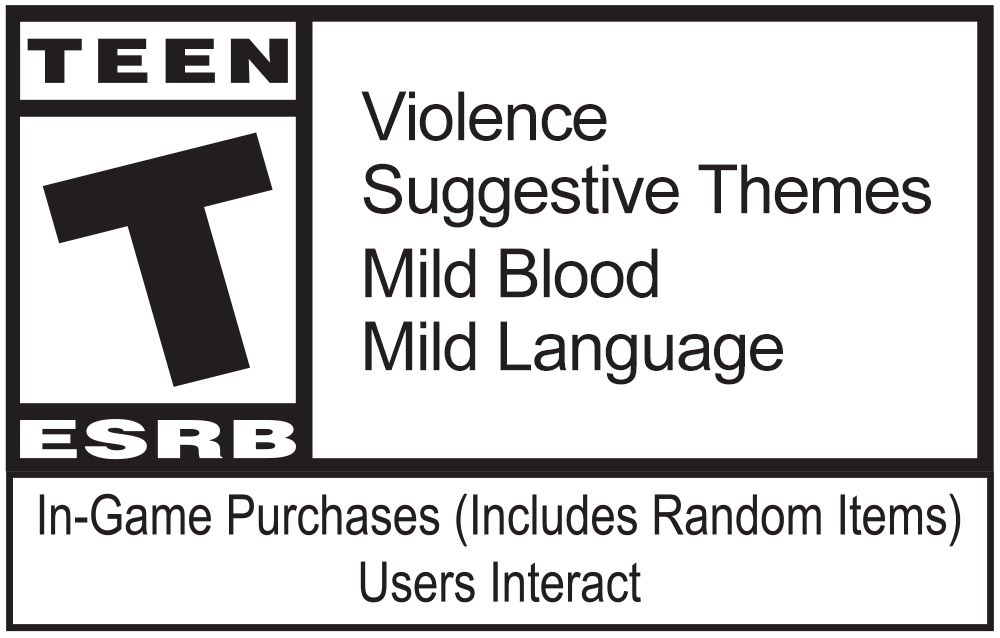 TEEN
T
ESRB
Violence
Suggestive Themes
Mild Blood
Mild Language
In-Game Purchases (Includes Random Items)
Users Interact